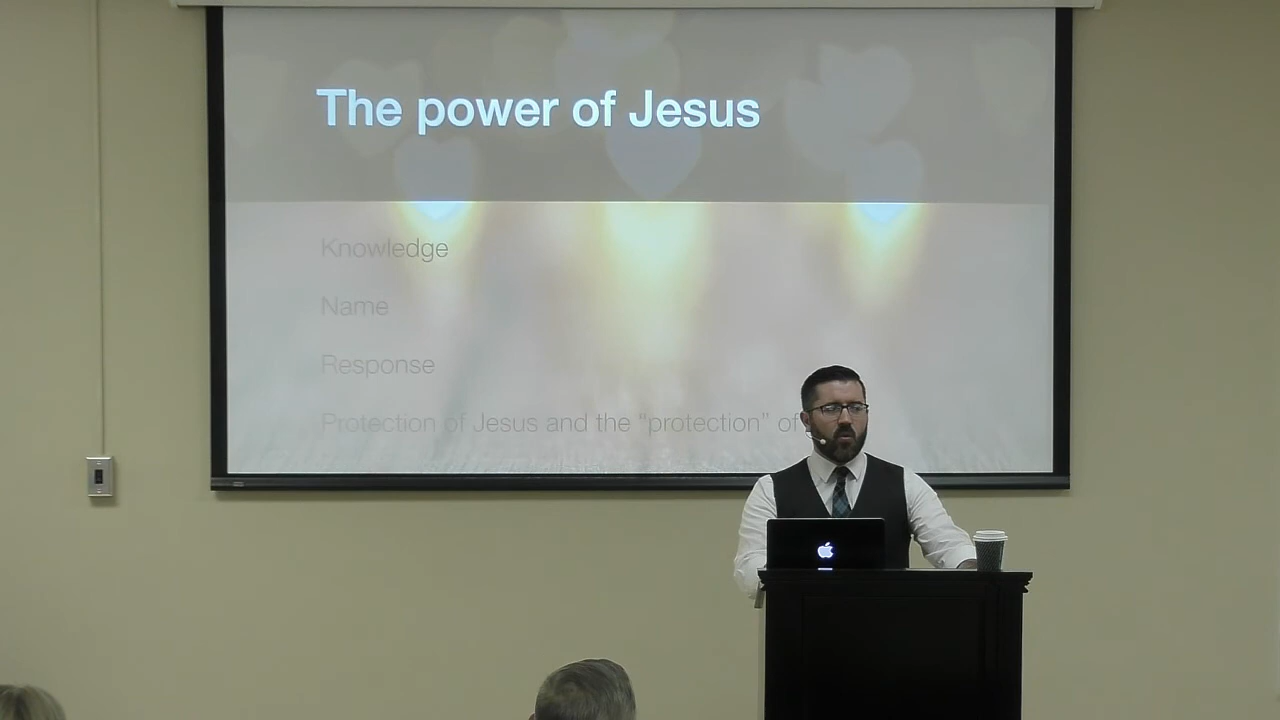 The power of Jesus
Knowledge
Name
Response
Protection of Jesus and the "protection" of